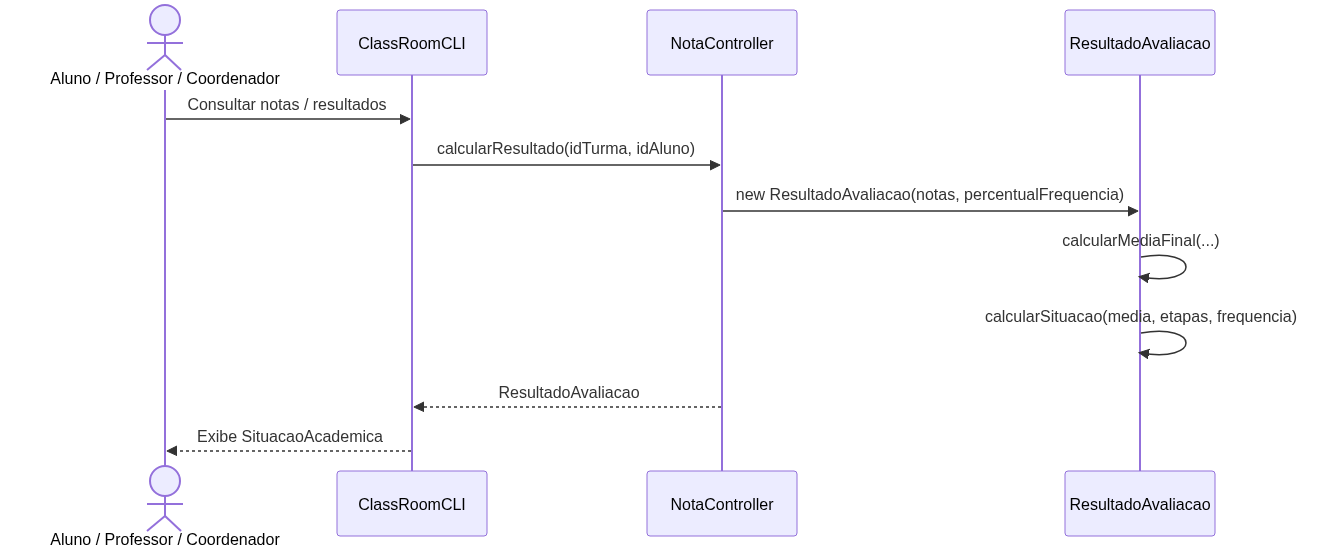 ClassRoomCLI
NotaController
ResultadoAvaliacao
Aluno / Professor / Coordenador
Consultar notas / resultados
calcularResultado(idTurma, idAluno)
new ResultadoAvaliacao(notas, percentualFrequencia)
calcularMediaFinal(...)
calcularSituacao(media, etapas, frequencia)
ResultadoAvaliacao
Exibe SituacaoAcademica
ClassRoomCLI
NotaController
ResultadoAvaliacao
Aluno / Professor / Coordenador